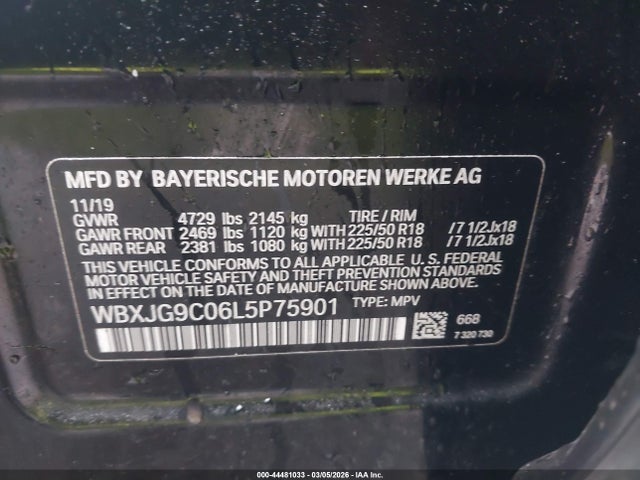 MFD BY BAYERISCHE MOTOREN WERKE AG
11/19
GVWR 4729 lbs 2145 kg TIRE / RIM
GAWR FRONT 2469 lbs 1120 kg WITH 225/50 R18 /7 1/2Jx18
GAWR REAR 2381 lbs 1080 kg WITH 225/50 R18 /7 1/2Jx18
THIS VEHICLE CONFORMS TO ALL APPLICABLE U. S. FEDERAL
MOTOR VEHICLE SAFETY AND THEFT PREVENTION STANDARDS
IN EFFECT ON THE DATE OF MANUFACTURE SHOWN ABOVE.
WBXJG9C06L5P75901 TYPE: MPV
668
7 320 730
000-44481033 - 03/05/2026 - IAA Inc.